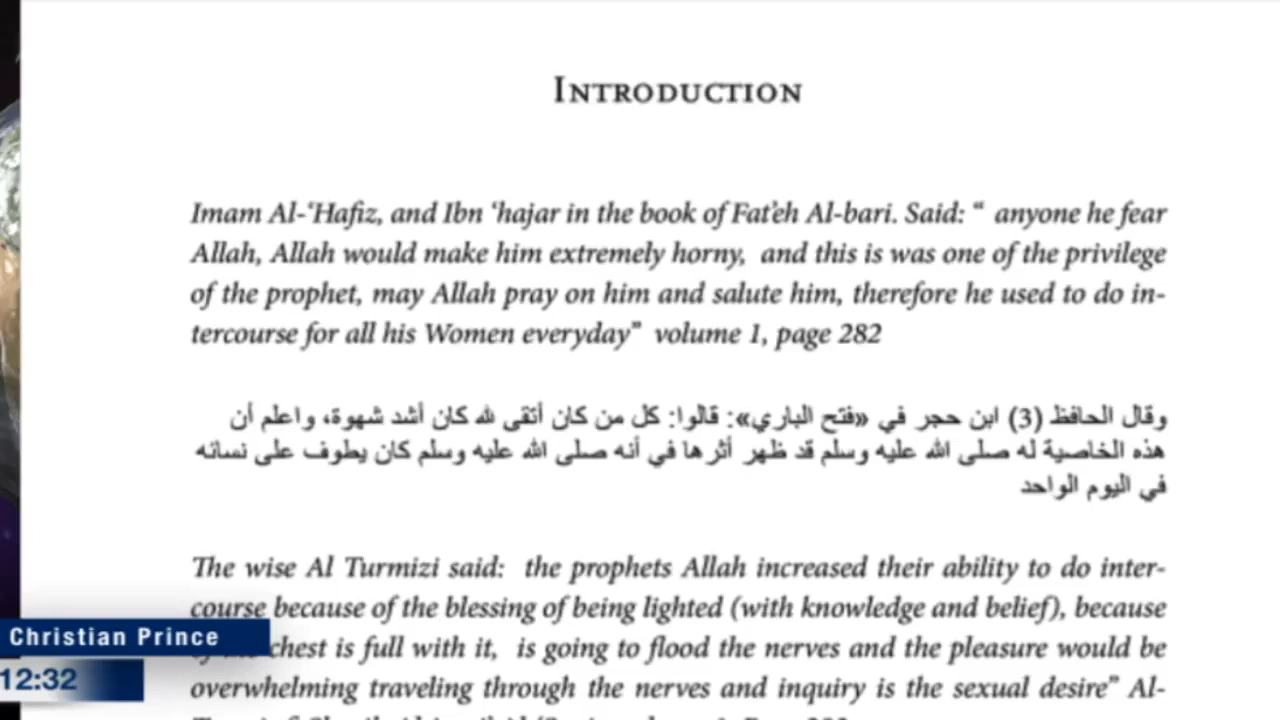 INTRODUCTION
Imam Al-‘Hafiz, and Ibn ‘hajar in the book of Fat’eh Al-bari. Said: “ anyone he fear
Allah, Allah would make him extremely horny, and this is was one of the privilege
of the prophet, may Allah pray on him and salute him, therefore he used to do in-
tercourse for all his Women everyday” volume 1, page 282
وقال الحافظ (3) ابن حجر في «فتح الباري»: قالوا: كل من كان أتقى لله كان أشد شهوة، واعلم أن
هذه الخاصية له صلى الله عليه وسلم قد ظهر أثرها في أنه صلى الله عليه وسلم كان يطوف على نسائه
في اليوم الواحد
The wise Al Turmizi said: the prophets Allah increased their ability to do inter-
course because of the blessing of being lighted (with knowledge and belief), because
chest is full with it, is going to flood the nerves and the pleasure would be
overwhelming traveling through the nerves and inquiry is the sexual desire” Al-
Christian Prince
12:32